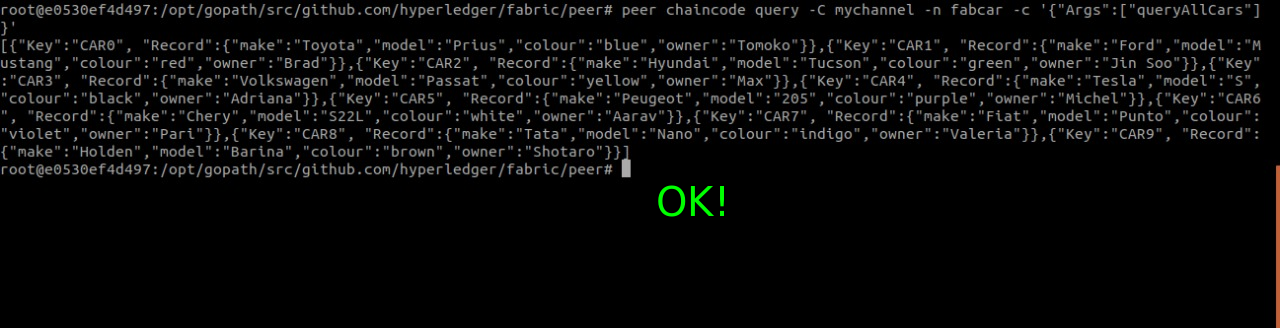 root@e0530ef4d497:/opt/gopath/src/github.com/hyperledger/fabric/peer# peer chaincode query -C mychannel -n fabcar -c '{"Args":["queryAllCars"]
}'
[{"Key":"CAR0", "Record":{"make":"Toyota","model":"Prius","colour":"blue","owner":"Tomoko"}},{"Key":"CAR1", "Record":{"make":"Ford","model":"M
ustang","colour":"red","owner":"Brad"}},{"Key":"CAR2", "Record":{"make":"Hyundai","model":"Tucson","colour":"green","owner":"Jin Soo"}},{"Key"
:"CAR3", "Record":{"make":"Volkswagen","model":"Passat","colour":"yellow","owner":"Max"}},{"Key":"CAR4", "Record":{"make":"Tesla","model":"S",
"colour":"black","owner":"Adriana"}},{"Key":"CAR5", "Record":{"make":"Peugeot","model":"205","colour":"purple","owner":"Michel"}},{"Key":"CAR6
", "Record":{"make":"Chery","model":"S22L","colour":"white","owner":"Aarav"}},{"Key":"CAR7", "Record":{"make":"Fiat","model":"Punto","colour":
"violet","owner":"Pari"}},{"Key":"CAR8", "Record":{"make":"Tata","model":"Nano","colour":"indigo","owner":"Valeria"}},{"Key":"CAR9", "Record":
{"make":"Holden","model":"Barina","colour":"brown","owner":"Shotaro"}}]
root@e0530ef4d497:/opt/gopath/src/github.com/hyperledger/fabric/peer#
OK!